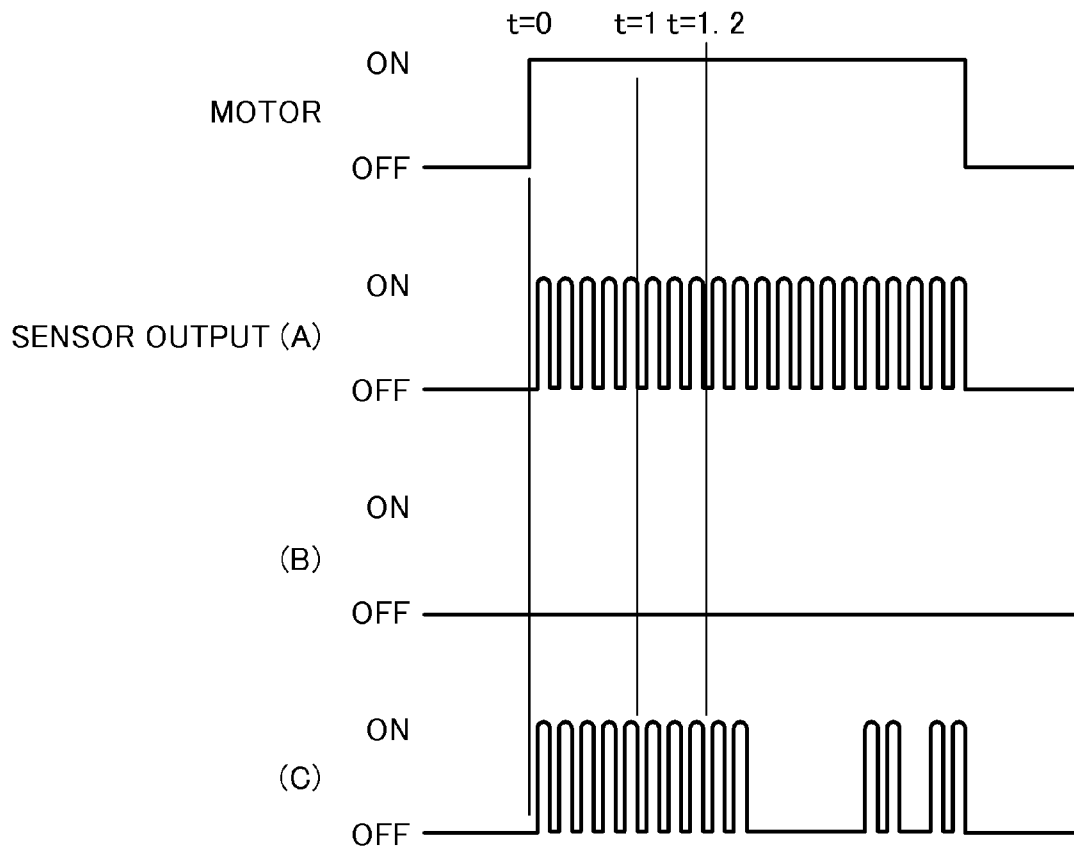 t=0 t=1 t=1.2
ON
MOTOR
OFF
ON
SENSOR OUTPUT (A)
OFF
ON
(B)
OFF
ON
(C)
OFF